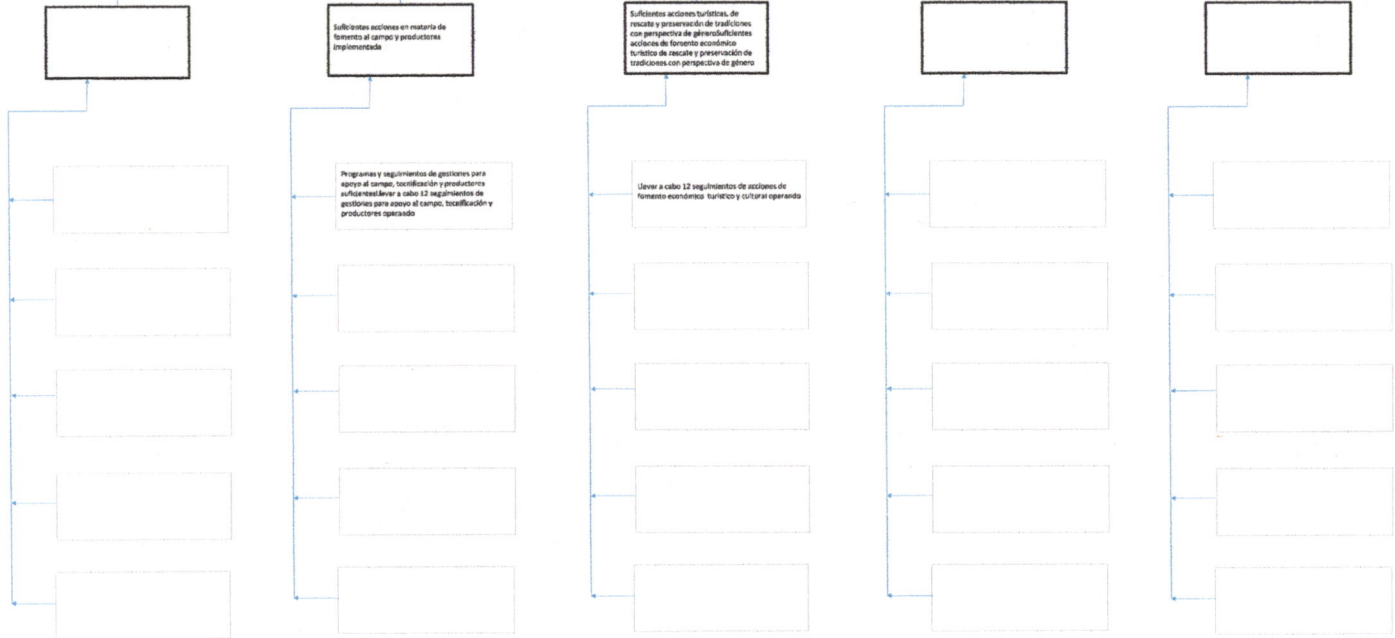 Suficientes acciones en materia de
fomento al campo y productores
implementada
Suficientes acciones turísticas, de
rescate y preservación de tradiciones
con perspectiva de géneroSuficientes
acciones de fomento económico
turístico de rescate y preservación de
tradiciones con perspectiva de género
Programas y seguimientos de gestiones para
apoyo al campo, tecnificación y productores
suficientesLlevar a cabo 12 seguimientos de
gestiones para apoyo al campo, tecnificación y
productores operando
Llevar a cabo 12 seguimientos de acciones de
fomento económico turístico y cultural operando